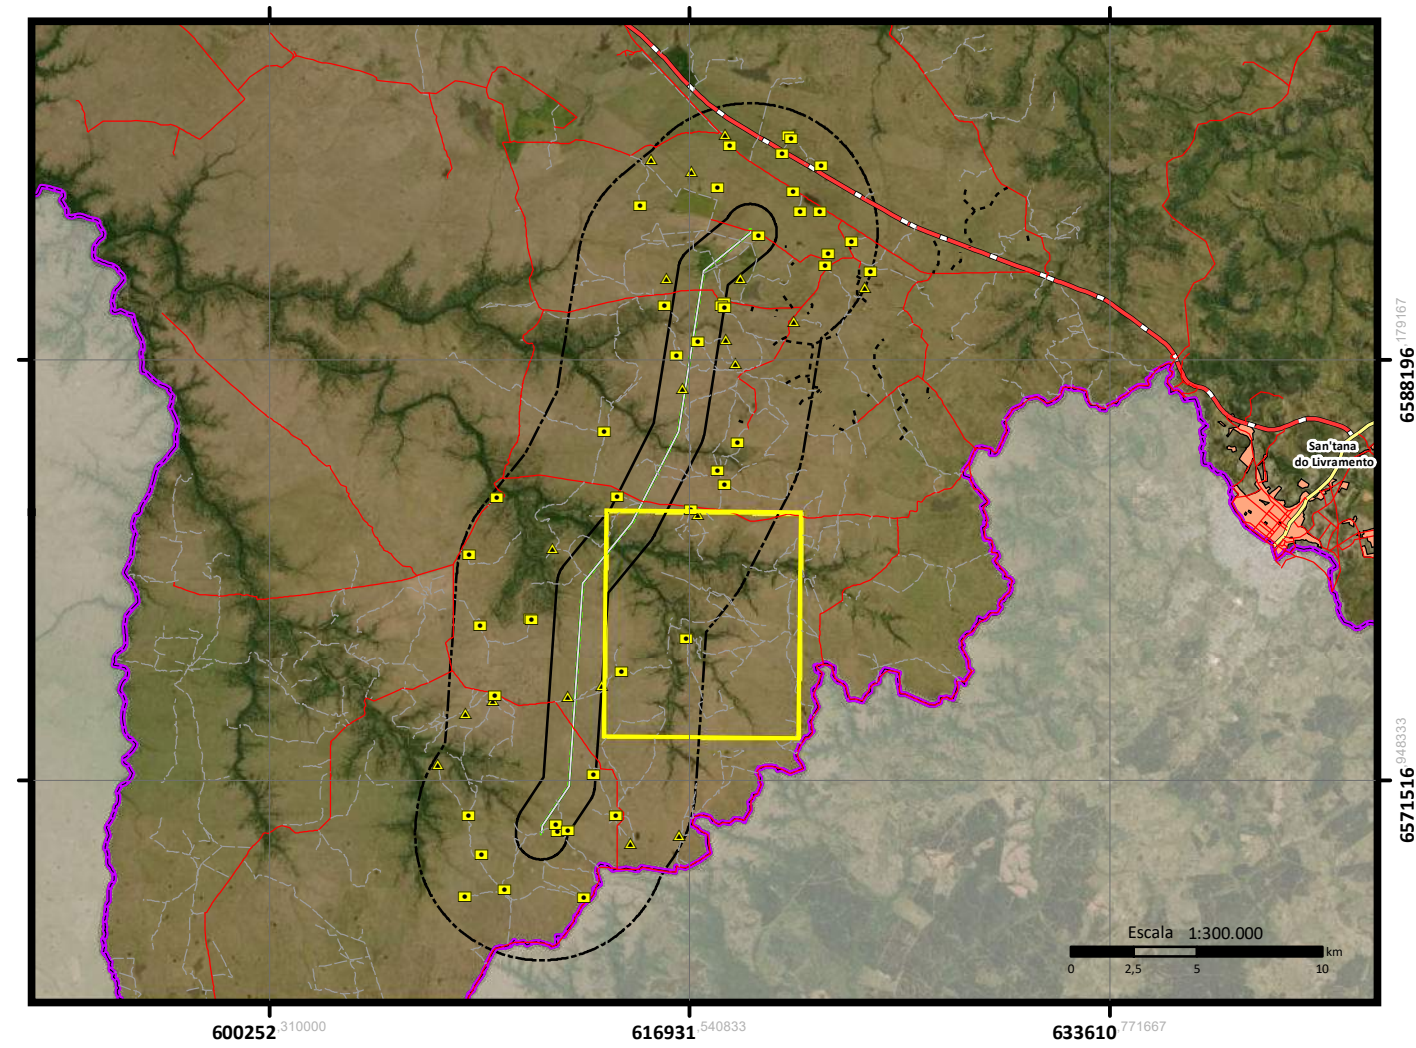 San'tana
do Livramento
6588196,179167
6571516,948333
Escala 1:300.000
km
0 2,5 5 10
600252,310000 616931,540833 633610,771667